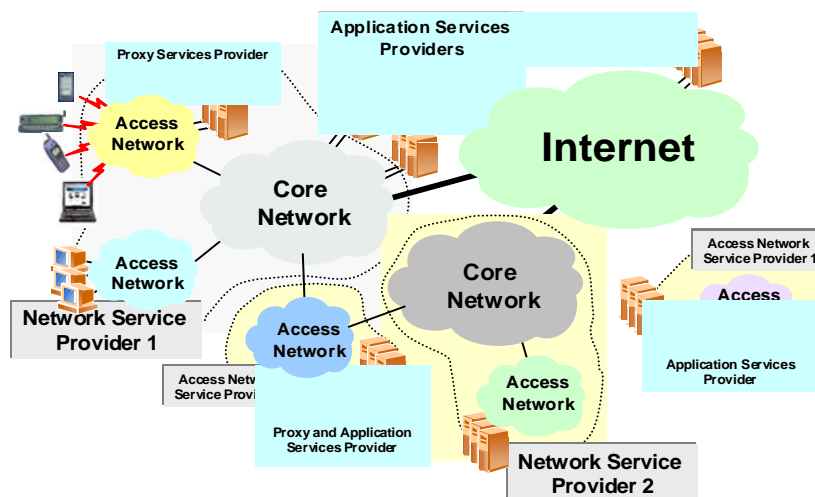 Application Services
Providers
Proxy Services Provider
Access
Network
Internet
Core
Network
Access Network
Service Provider 1
Access
Network
Core
Network
Access
Network Service
Provider 1
Access
Network
Application Services
Provider
Access
Network
Access
Service
Proxy and Application
Services Provider
Network Service
Provider 2